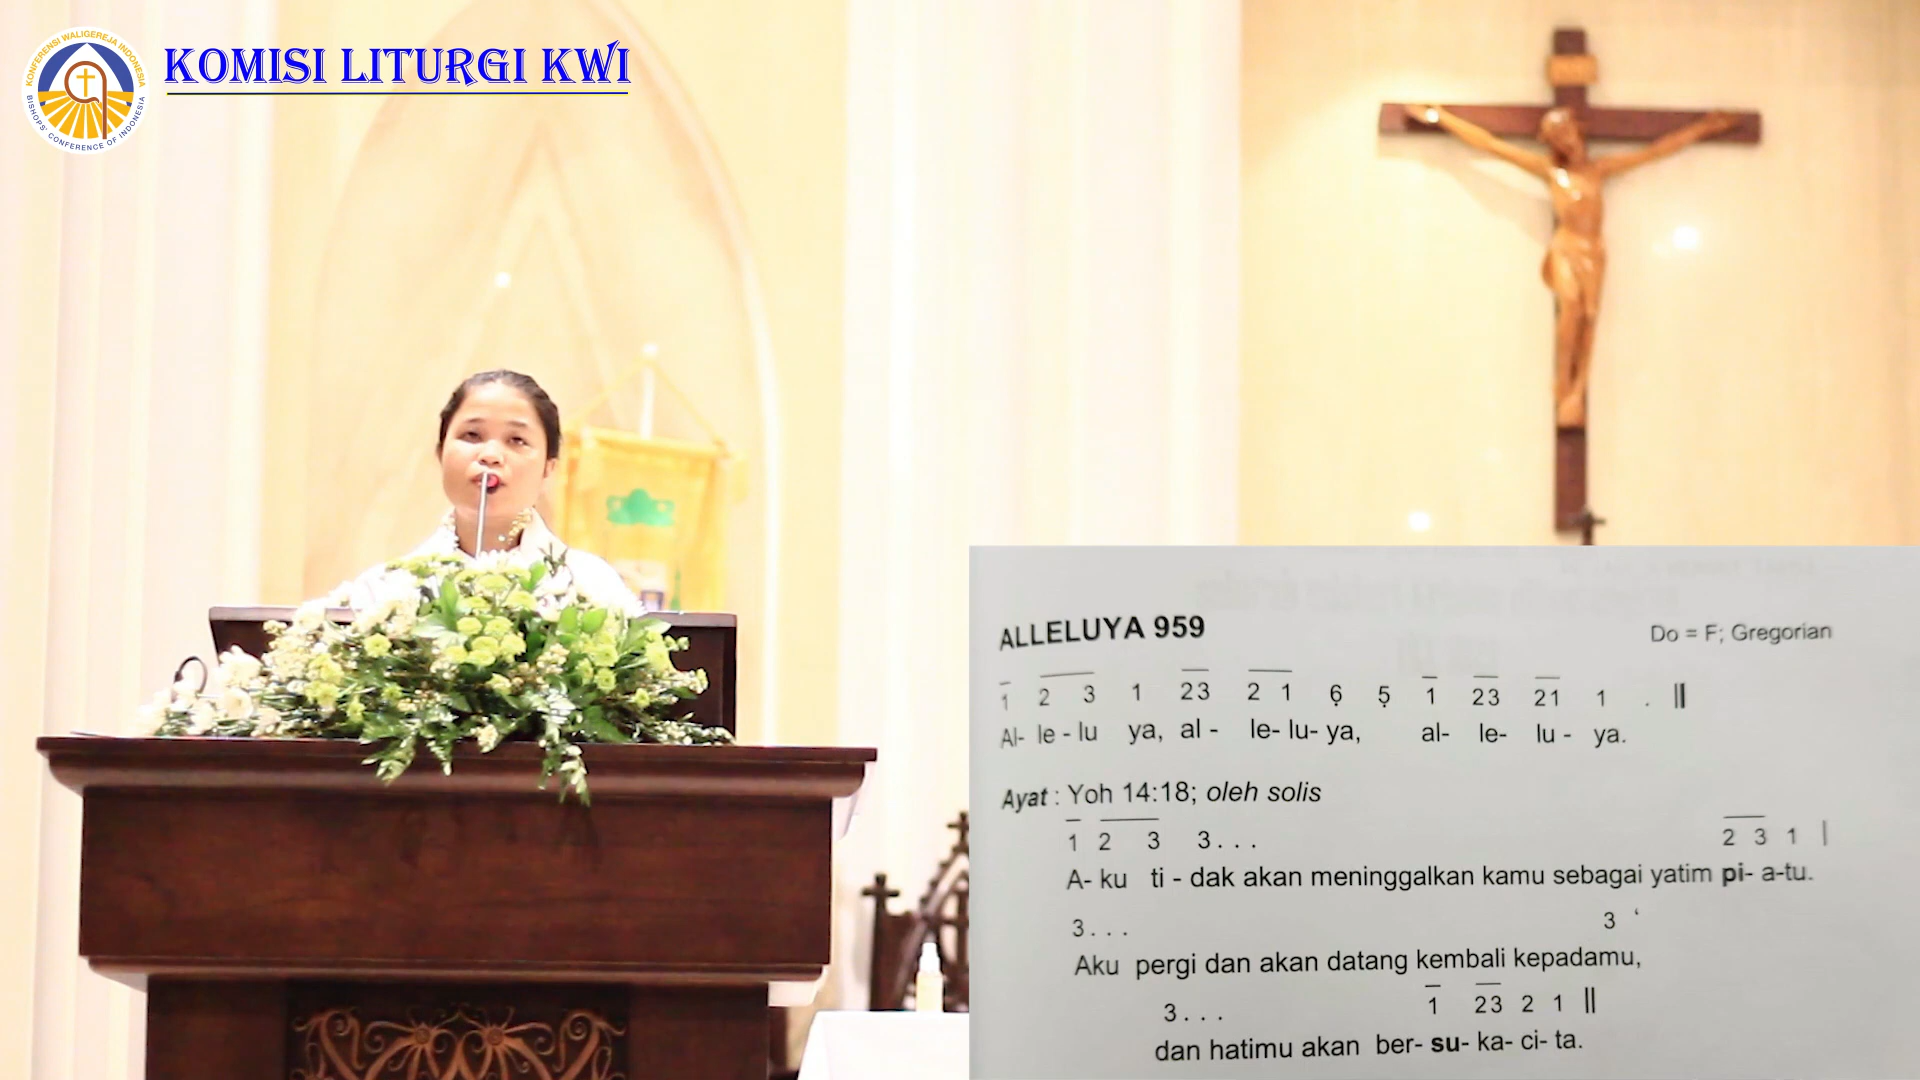 KONFERENSI WALIGEREJA INDONESIA
BISHOPS' CONFERENCE OF INDONESIA
KOMISI LITURGI KWI
ALLELUYA 959
Do = F; Gregorian
1 2 3 1 23 2 1 6̣ 5̣ 1 23 21 1 . ||
Al- le - lu ya, al - le- lu- ya, al- le- lu - ya.
Ayat : Yoh 14:18; oleh solis
1 2 3 3 . . . 2 3 1 |
A- ku ti - dak akan meninggalkan kamu sebagai yatim pi- a-tu.
3 . . . 3 ‘
Aku pergi dan akan datang kembali kepadamu,
3 . . . 1 23 2 1 ||
dan hatimu akan ber- su- ka- ci- ta.